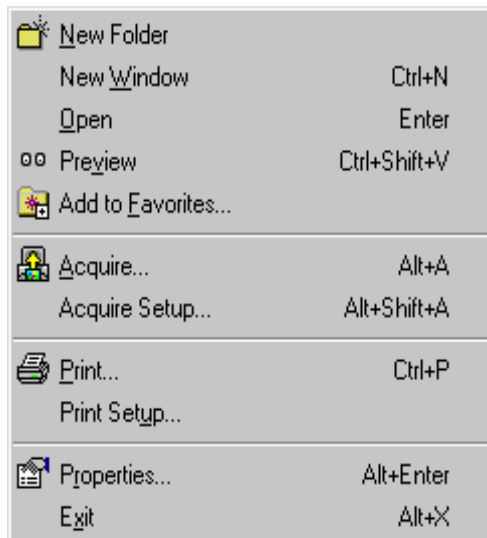 New Folder
New Window Ctrl+N
Open Enter
Preview Ctrl+Shift+V
Add to Favorites...
Acquire... Alt+A
Acquire Setup... Alt+Shift+A
Print... Ctrl+P
Print Setup...
Properties... Alt+Enter
Exit Alt+X